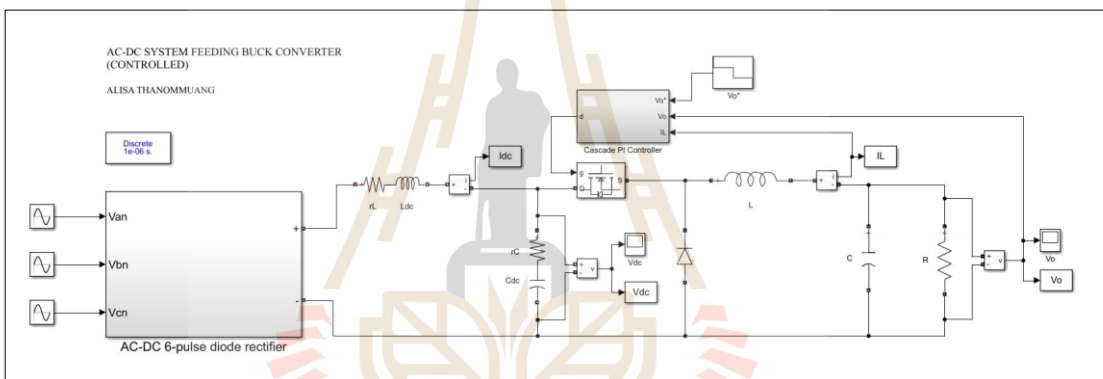 AC-DC SYSTEM FEEDING BUCK CONVERTER
(CONTROLLED)
ALISA THANOMMUANG
Discrete
1e-06 s.
Van
Vbn
Vcn
+
-
AC-DC 6-pulse diode rectifier
rL
Ldc
+
-
i
Idc
rC
Cdc
+
-
v
Vdc
Vdc
d
Vo*
Vo
IL
Cascade PI Controller
Vo*
g
D
S
L
+
-
i
IL
C
R
+
-
v
Vo
Vo